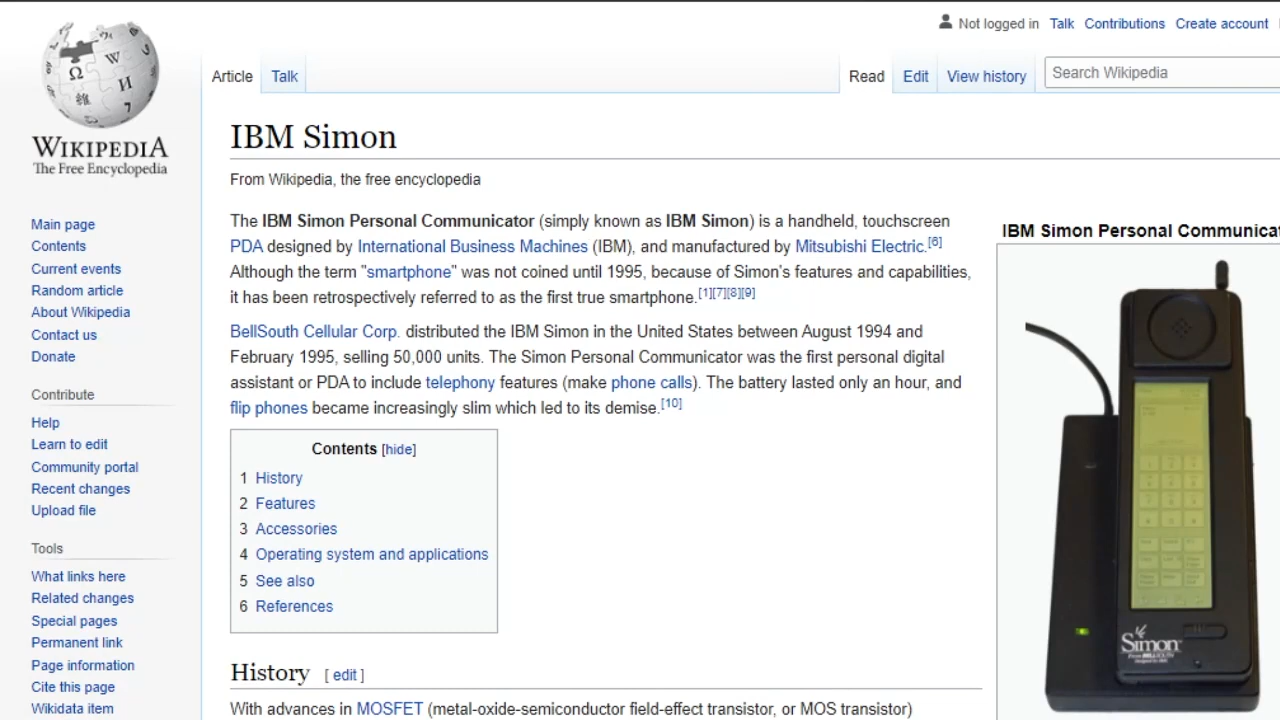 Not logged in Talk Contributions Create account
Article Talk Read Edit View history Search Wikipedia
WIKIPEDIA
The Free Encyclopedia
Main page
Contents
Current events
Random article
About Wikipedia
Contact us
Donate
Contribute
Help
Learn to edit
Community portal
Recent changes
Upload file
Tools
What links here
Related changes
Special pages
Permanent link
Page information
Cite this page
Wikidata item
IBM Simon
From Wikipedia, the free encyclopedia
The IBM Simon Personal Communicator (simply known as IBM Simon) is a handheld, touchscreen
PDA designed by International Business Machines (IBM), and manufactured by Mitsubishi Electric.[6]
Although the term "smartphone" was not coined until 1995, because of Simon's features and capabilities,
it has been retrospectively referred to as the first true smartphone.[1][7][8][9]
BellSouth Cellular Corp. distributed the IBM Simon in the United States between August 1994 and
February 1995, selling 50,000 units. The Simon Personal Communicator was the first personal digital
assistant or PDA to include telephony features (make phone calls). The battery lasted only an hour, and
flip phones became increasingly slim which led to its demise.[10]
Contents [hide]
1 History
2 Features
3 Accessories
4 Operating system and applications
5 See also
6 References
History [ edit ]
With advances in MOSFET (metal-oxide-semiconductor field-effect transistor, or MOS transistor)
IBM Simon Personal Communicat
Simon